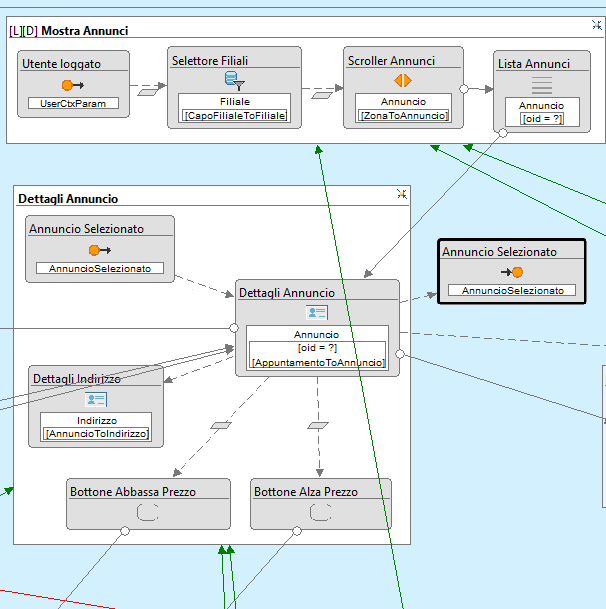 [L][D] Mostra Annunci
Utente loggato
UserCtxParam
Selettore Filiali
Filiale
[CapoFilialeToFiliale]
Scroller Annunci
Annuncio
[ZonaToAnnuncio]
Lista Annunci
Annuncio
[oid = ?]
Dettagli Annuncio
Annuncio Selezionato
AnnuncioSelezionato
Dettagli Annuncio
Annuncio
[oid = ?]
[AppuntamentoToAnnuncio]
Annuncio Selezionato
AnnuncioSelezionato
Dettagli Indirizzo
Indirizzo
[AnnuncioToIndirizzo]
Bottone Abbassa Prezzo
Bottone Alza Prezzo